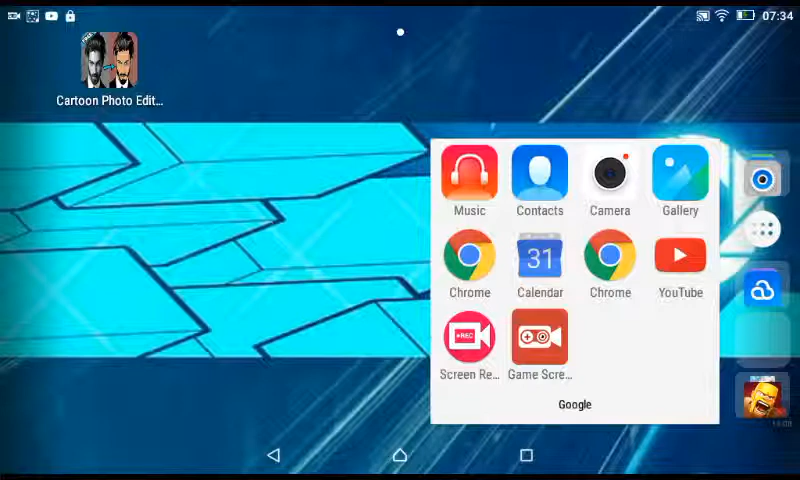 07:34
Cartoon Photo Edit...
Music
Contacts
Camera
Gallery
31
Chrome
Calendar
Chrome
YouTube
REC
Screen Re...
Game Scre...
Google